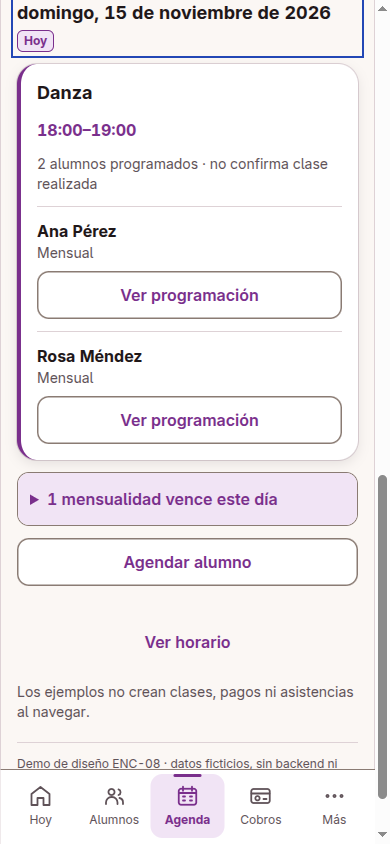 domingo, 15 de noviembre de 2026
Hoy
Danza
18:00–19:00
2 alumnos programados · no confirma clase
realizada
Ana Pérez
Mensual
Ver programación
Rosa Méndez
Mensual
Ver programación
1 mensualidad vence este día
Agendar alumno
Ver horario
Los ejemplos no crean clases, pagos ni asistencias
al navegar.
Demo de diseño ENC-08 · datos ficticios, sin backend ni
Hoy
Alumnos
Agenda
Cobros
Más